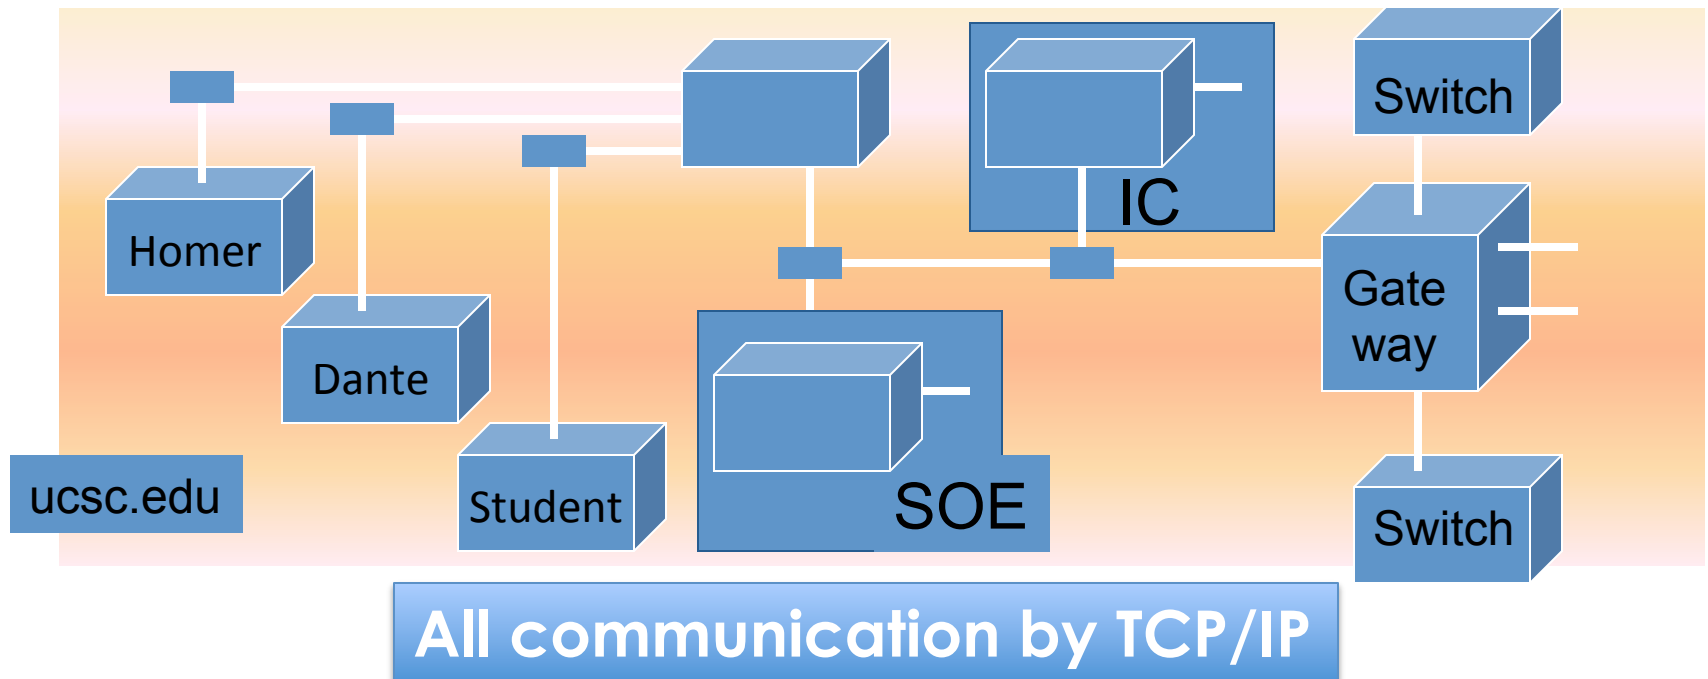 Switch
IC
Homer
Gate
way
Dante
ucsc.edu
Student
SOE
Switch
All communication by TCP/IP